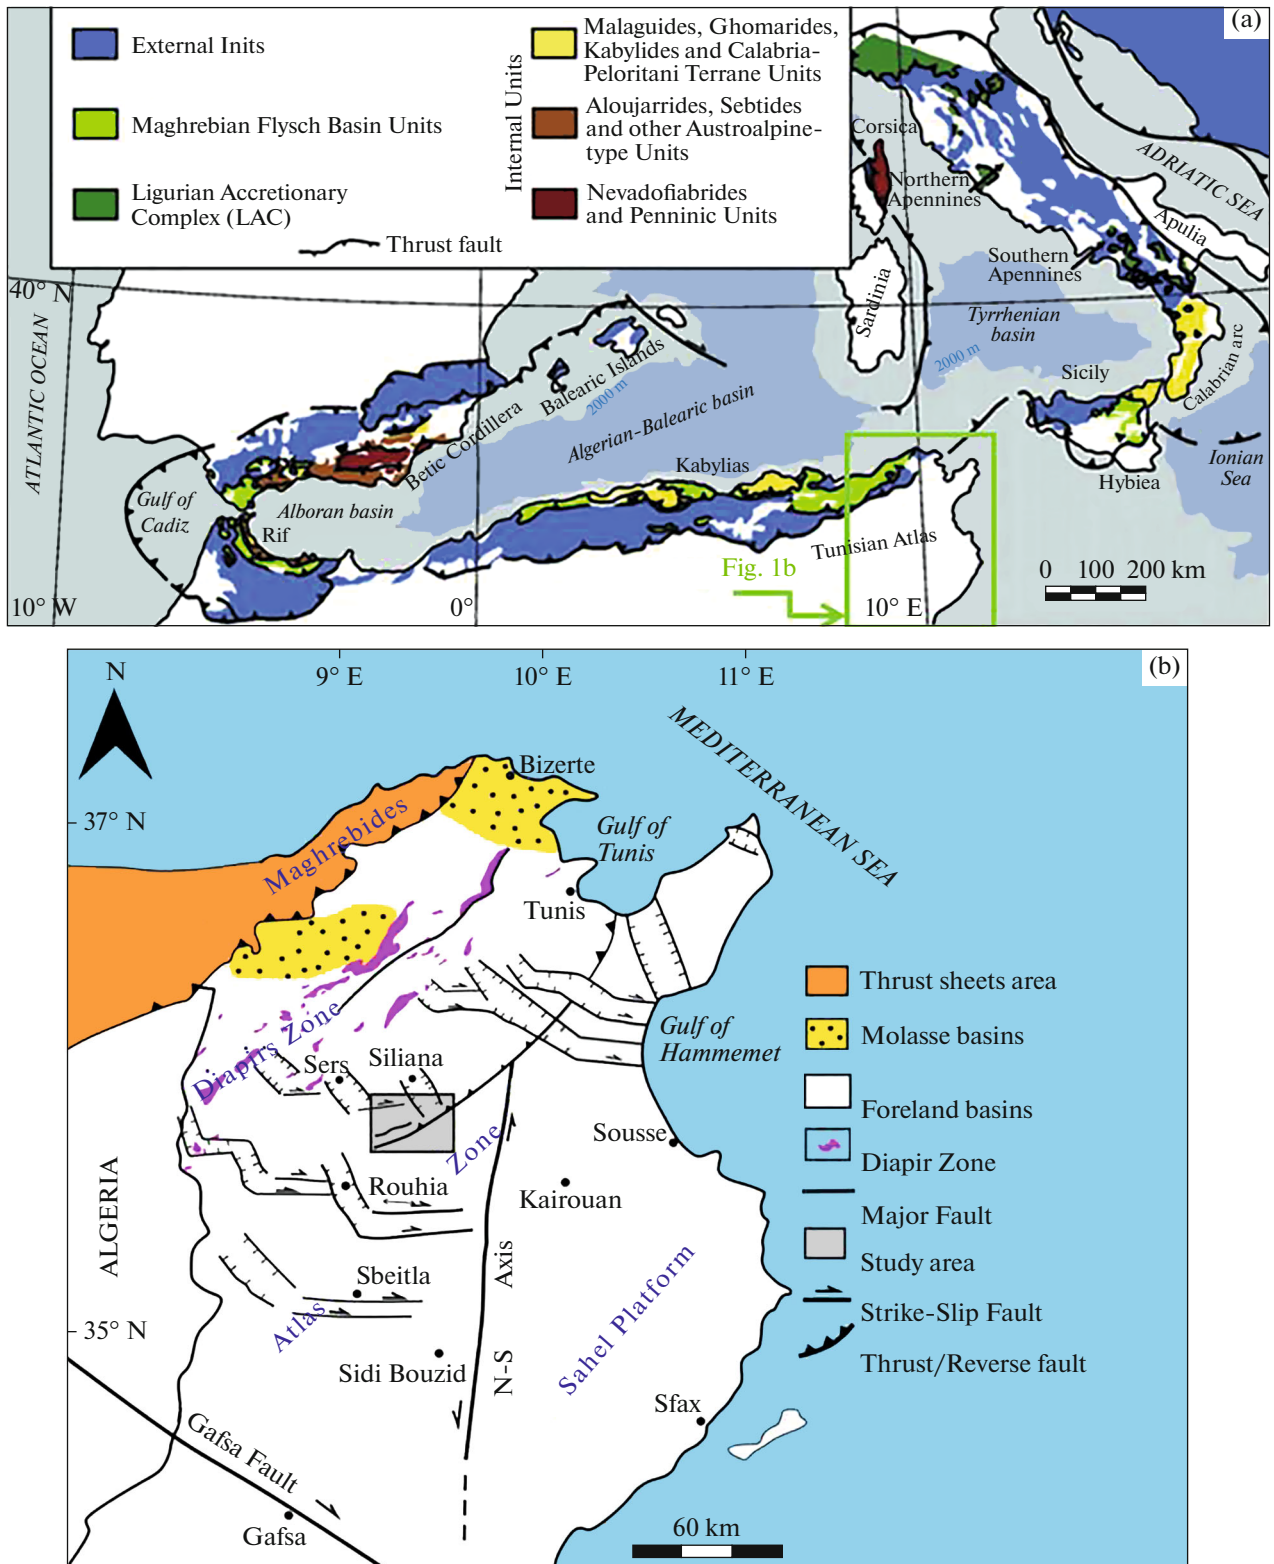 (a)
External Inits
Maghrebian Flysch Basin Units
Ligurian Accretionary
Complex (LAC)
Thrust fault
Internal Units
Malaguides, Ghomarides,
Kabylides and Calabria-
Peloritani Terrane Units
Aloujarrides, Sebtides
and other Austroalpine-
type Units
Nevadofiabrides
and Penninic Units
Corsica
Northern
Apennines
ADRIATIC SEA
Apulia
Southern
Apennines
40° N
ATLANTIC OCEAN
Sardinia
Tyrrhenian
basin
2000 m
Sicily
Calabrian arc
Balearic Islands
2000 m
Betic Cordillera
Algerian-Balearic basin
Kabylias
Ionian
Sea
Hybiea
Gulf of
Cadiz
Alboran basin
Rif
Tunisian Atlas
Fig. 1b
0 100 200 km
10° W
0°
10° E
(b)
N
9° E
10° E
11° E
MEDITERRANEAN SEA
Bizerte
37° N
Maghrebides
Gulf of
Tunis
Tunis
Thrust sheets area
Diapirs Zone
Gulf of
Hammemet
Molasse basins
Sers
Siliana
Foreland basins
Sousse
Zone
Diapir Zone
ALGERIA
Rouhia
Kairouan
Major Fault
Axis
Study area
Sbeitla
Atlas
Sahel Platform
Strike-Slip Fault
35° N
Sidi Bouzid
N-S
Thrust/Reverse fault
Sfax
Gafsa Fault
Gafsa
60 km